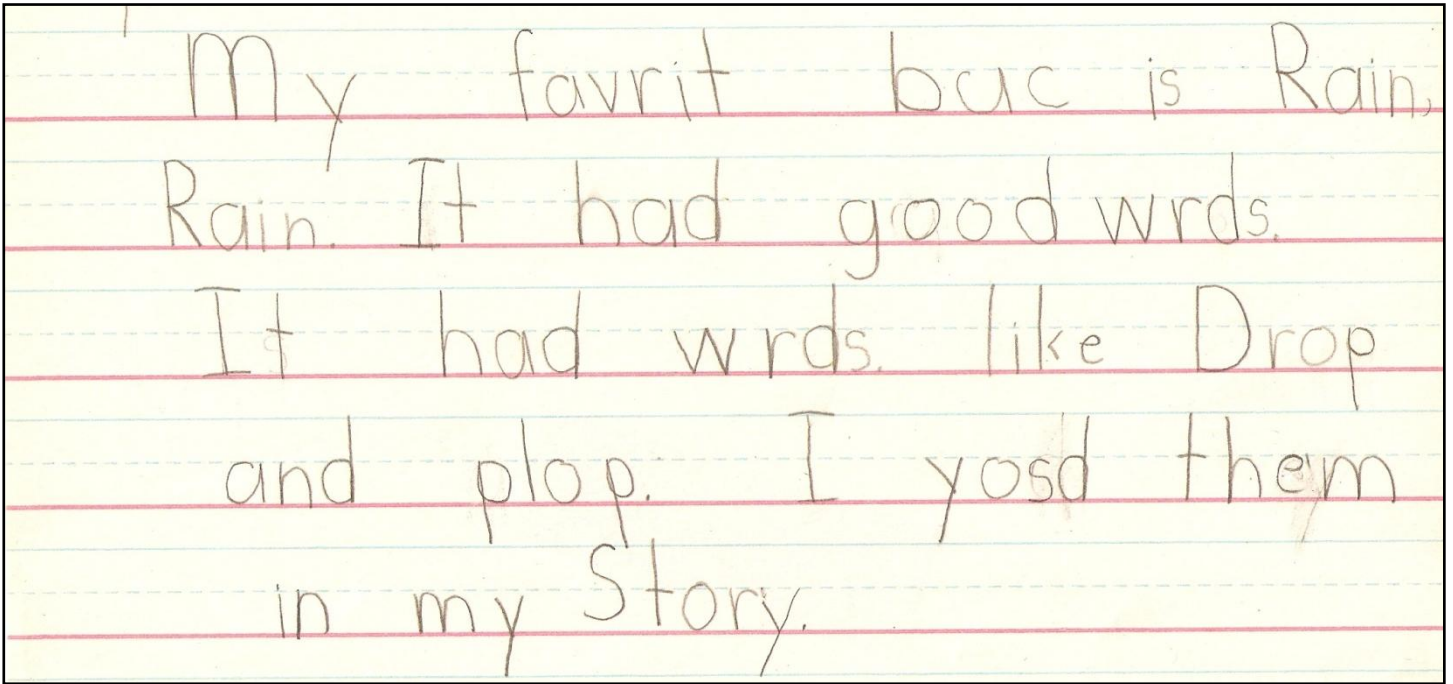 My favrit buc is Rain,
Rain. It had good wrds.
It had wrds. like Drop
and plop. I yosd them
in my Story.